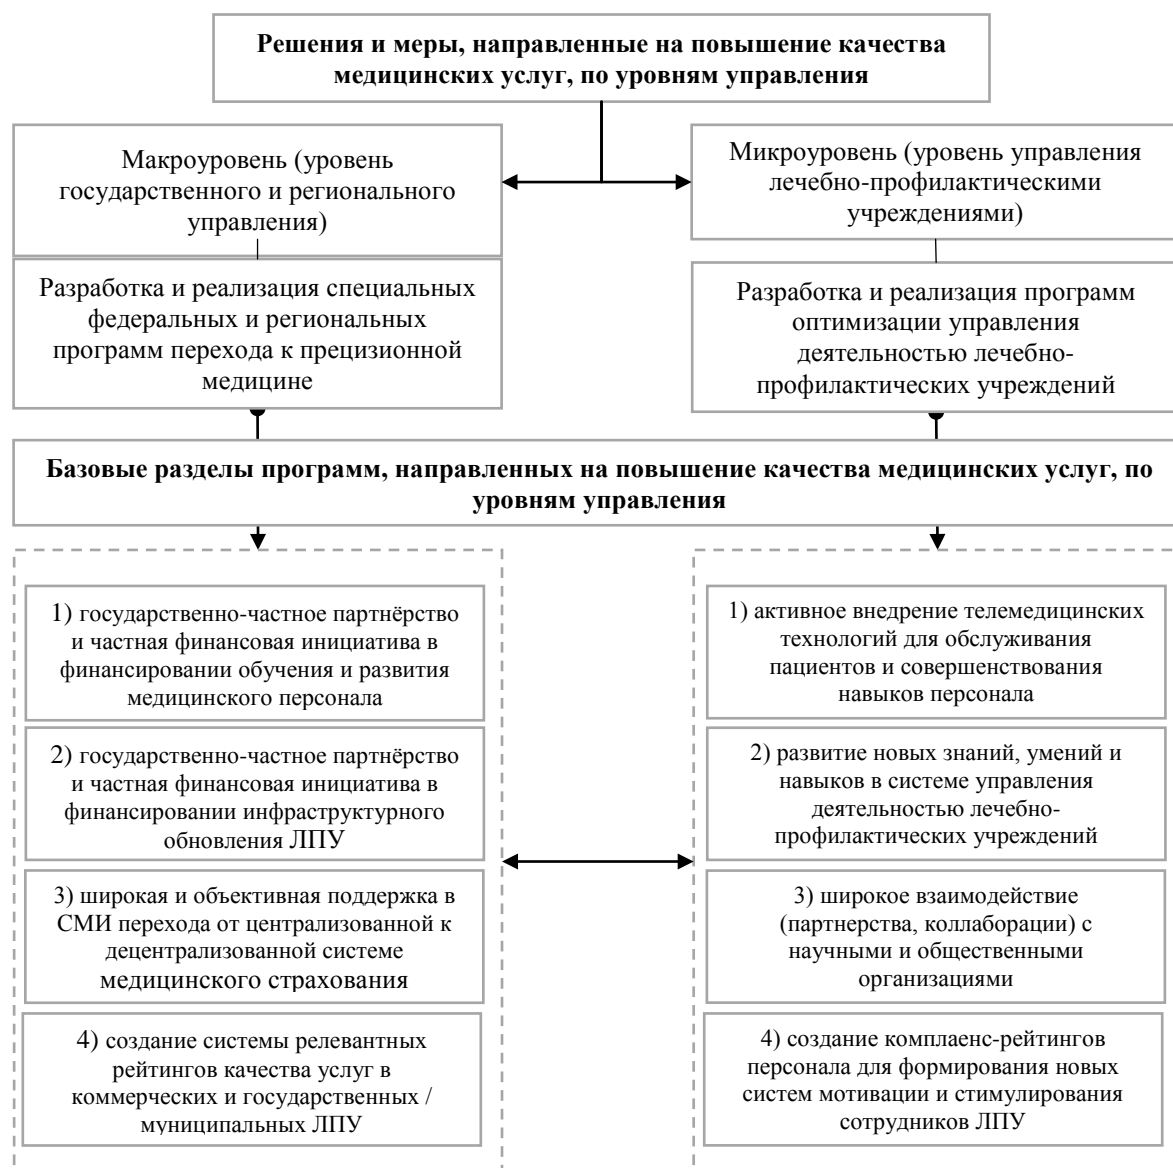 Решения и меры, направленные на повышение качества
медицинских услуг, по уровням управления
Макроуровень (уровень
государственного и регионального
управления)
Микроуровень (уровень управления
лечебно-профилактическими
учреждениями)
Разработка и реализация специальных
федеральных и региональных
программ перехода к прецизионной
медицине
Разработка и реализация программ
оптимизации управления
деятельностью лечебно-
профилактических учреждений
Базовые разделы программ, направленных на повышение качества медицинских услуг, по
уровням управления
1) государственно-частное партнёрство
и частная финансовая инициатива в
финансировании обучения и развития
медицинского персонала
2) государственно-частное партнёрство
и частная финансовая инициатива в
финансировании инфраструктурного
обновления ЛПУ
3) широкая и объективная поддержка в
СМИ перехода от централизованной к
децентрализованной системе
медицинского страхования
4) создание системы релевантных
рейтингов качества услуг в
коммерческих и государственных /
муниципальных ЛПУ
1) активное внедрение телемедицинских
технологий для обслуживания
пациентов и совершенствования
навыков персонала
2) развитие новых знаний, умений и
навыков в системе управления
деятельностью лечебно-
профилактических учреждений
3) широкое взаимодействие
(партнерства, коллаборации) с
научными и общественными
организациями
4) создание комплаенс-рейтингов
персонала для формирования новых
систем мотивации и стимулирования
сотрудников ЛПУ